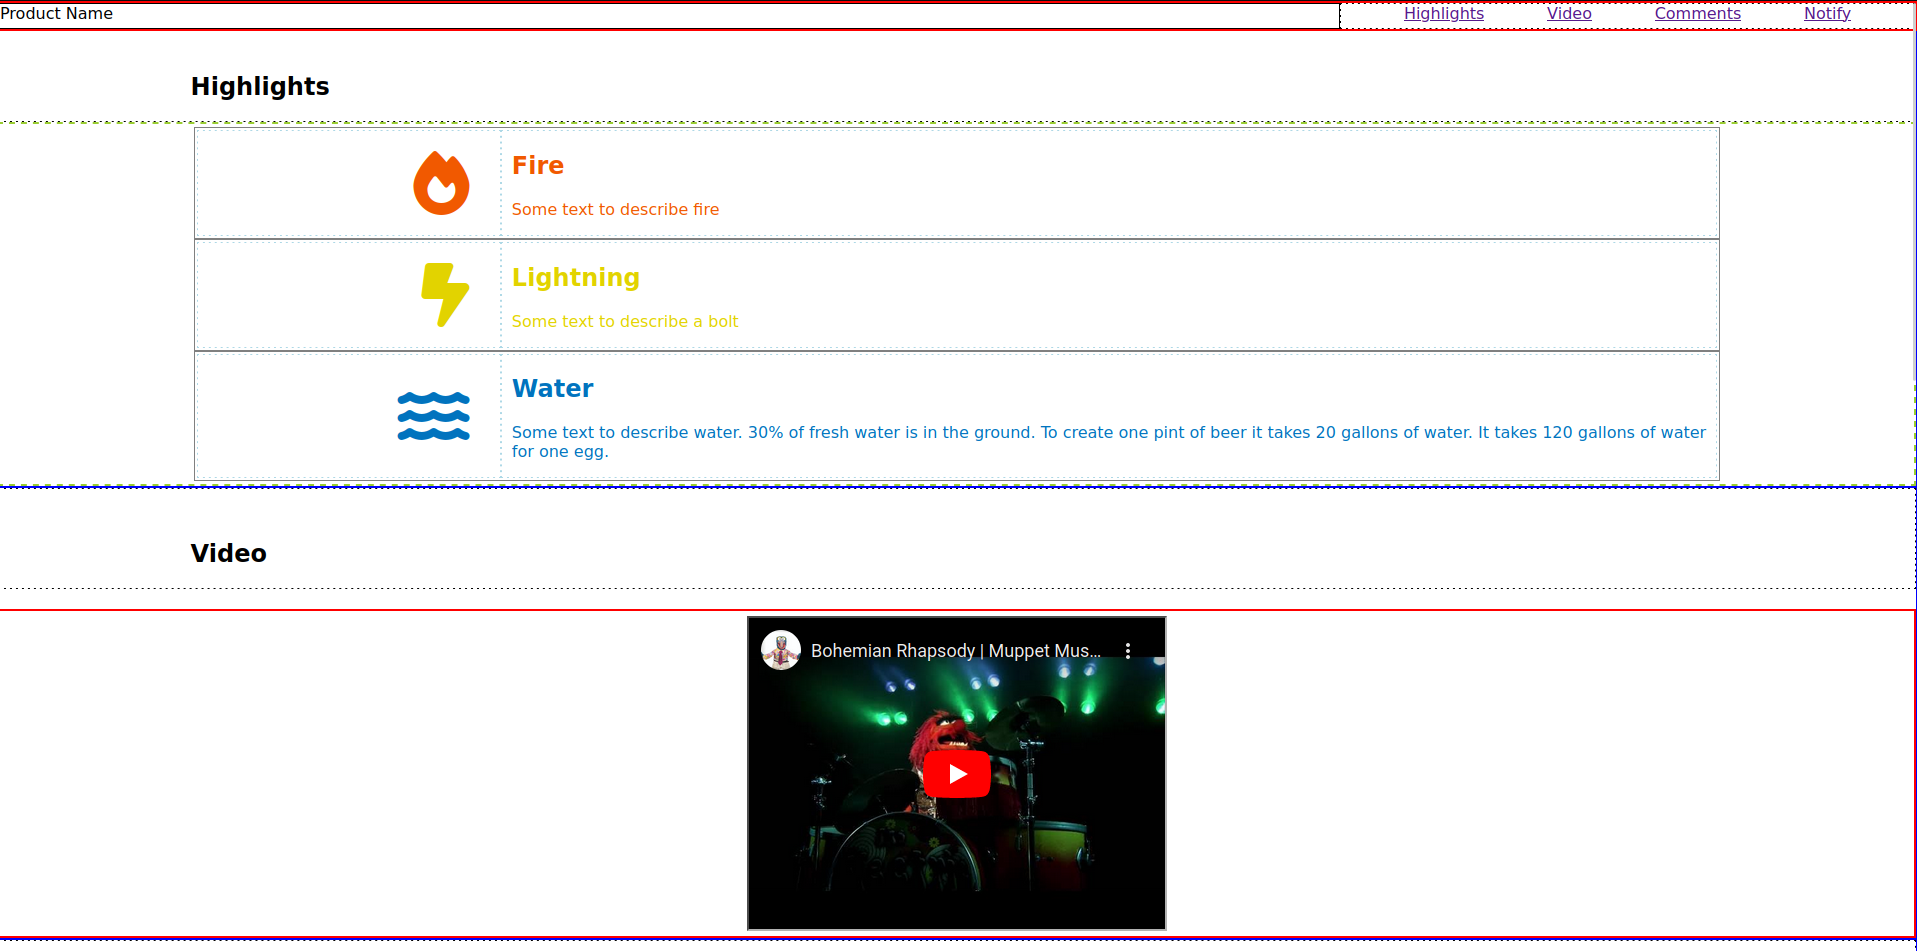 Product Name
Highlights Video Comments Notify
Highlights
Fire
Some text to describe fire
Lightning
Some text to describe a bolt
Water
Some text to describe water. 30% of fresh water is in the ground. To create one pint of beer it takes 20 gallons of water. It takes 120 gallons of water
for one egg.
Video
Bohemian Rhapsody | Muppet Mus...